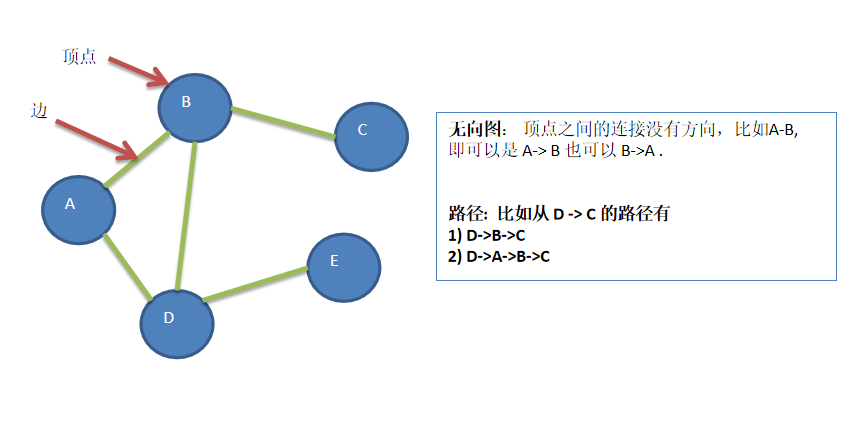 顶点
边
B
C
A
E
D
无向图： 顶点之间的连接没有方向，比如A-B,
即可以是 A-> B 也可以 B->A .
路径: 比如从 D -> C 的路径有
1) D->B->C
2) D->A->B->C